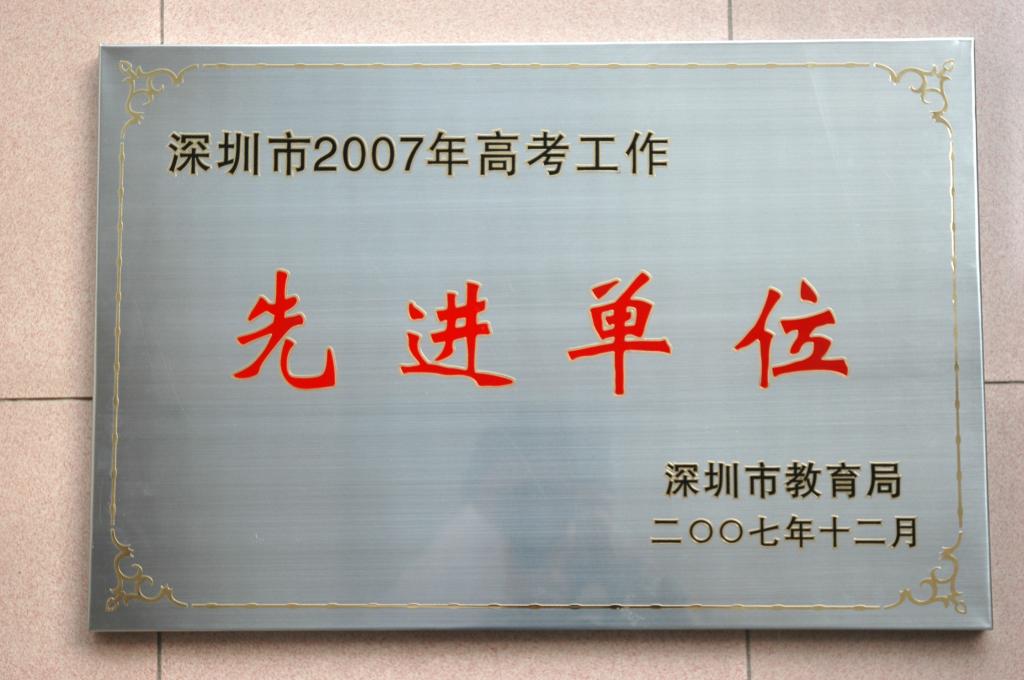 深圳市2007年高考工作
先进单位
深圳市教育局
二〇〇七年十二月